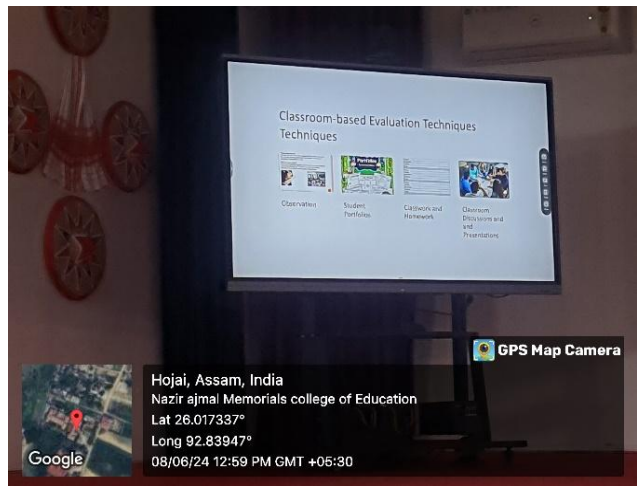 Classroom-based Evaluation Techniques
Techniques
Portfolios
Observation
Student
Portfolios
Classwork and
Homework
Classroom
Discussions and
and
Presentations
GPS Map Camera
Hojai, Assam, India
Nazir ajmal Memorials college of Education
Lat 26.017337°
Long 92.83947°
08/06/24 12:59 PM GMT +05:30
Google